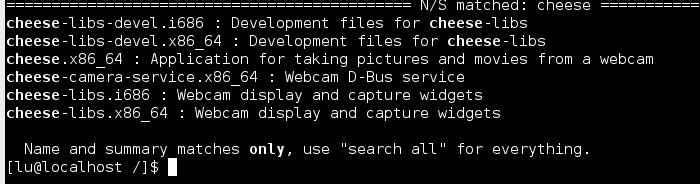 ========================================== N/S matched: cheese ===========
cheese-libs-devel.i686 : Development files for cheese-libs
cheese-libs-devel.x86_64 : Development files for cheese-libs
cheese.x86_64 : Application for taking pictures and movies from a webcam
cheese-camera-service.x86_64 : Webcam D-Bus service
cheese-libs.i686 : Webcam display and capture widgets
cheese-libs.x86_64 : Webcam display and capture widgets
Name and summary matches only, use "search all" for everything.
[lu@localhost /]$